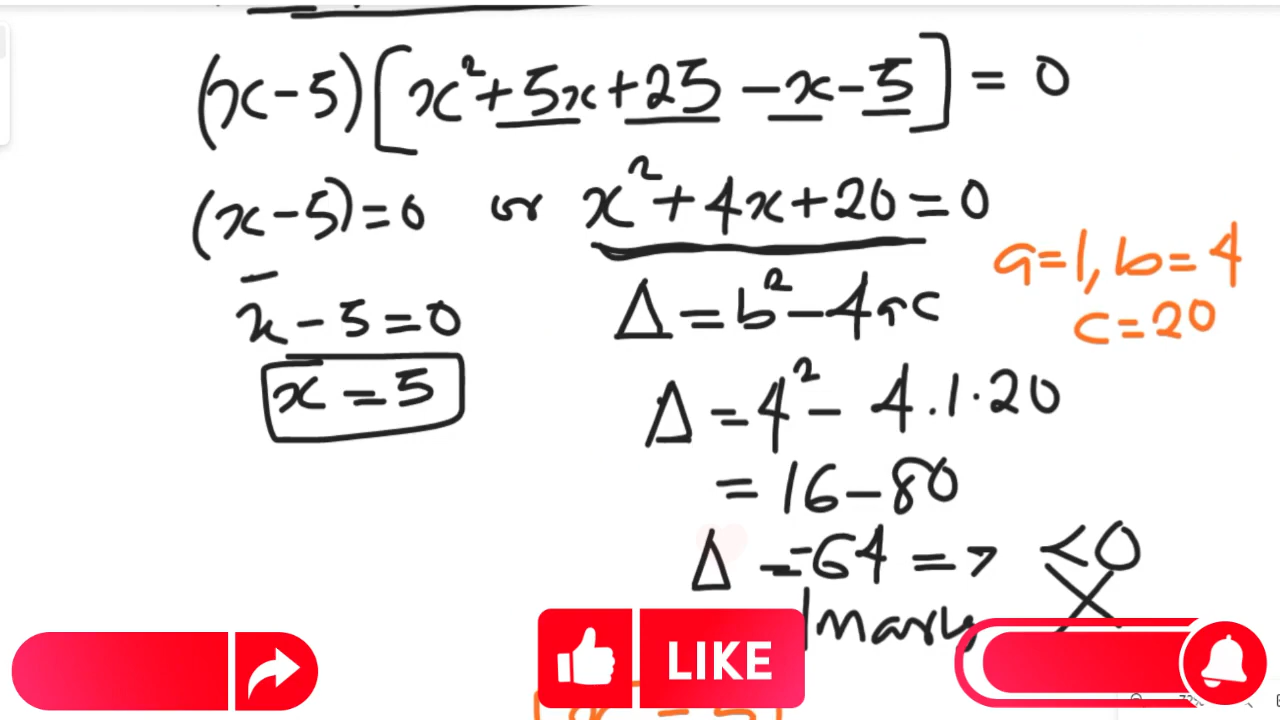 (x-5)[x²+5x+25-x-5] = 0
(x-5)=0 or x²+4x+20=0
a=1, b=4
c=20
x-5=0
x=5
Δ=b²-4ac
Δ=4²-4.1.20
=16-80
Δ=-64 => <0
LIKE
x=5